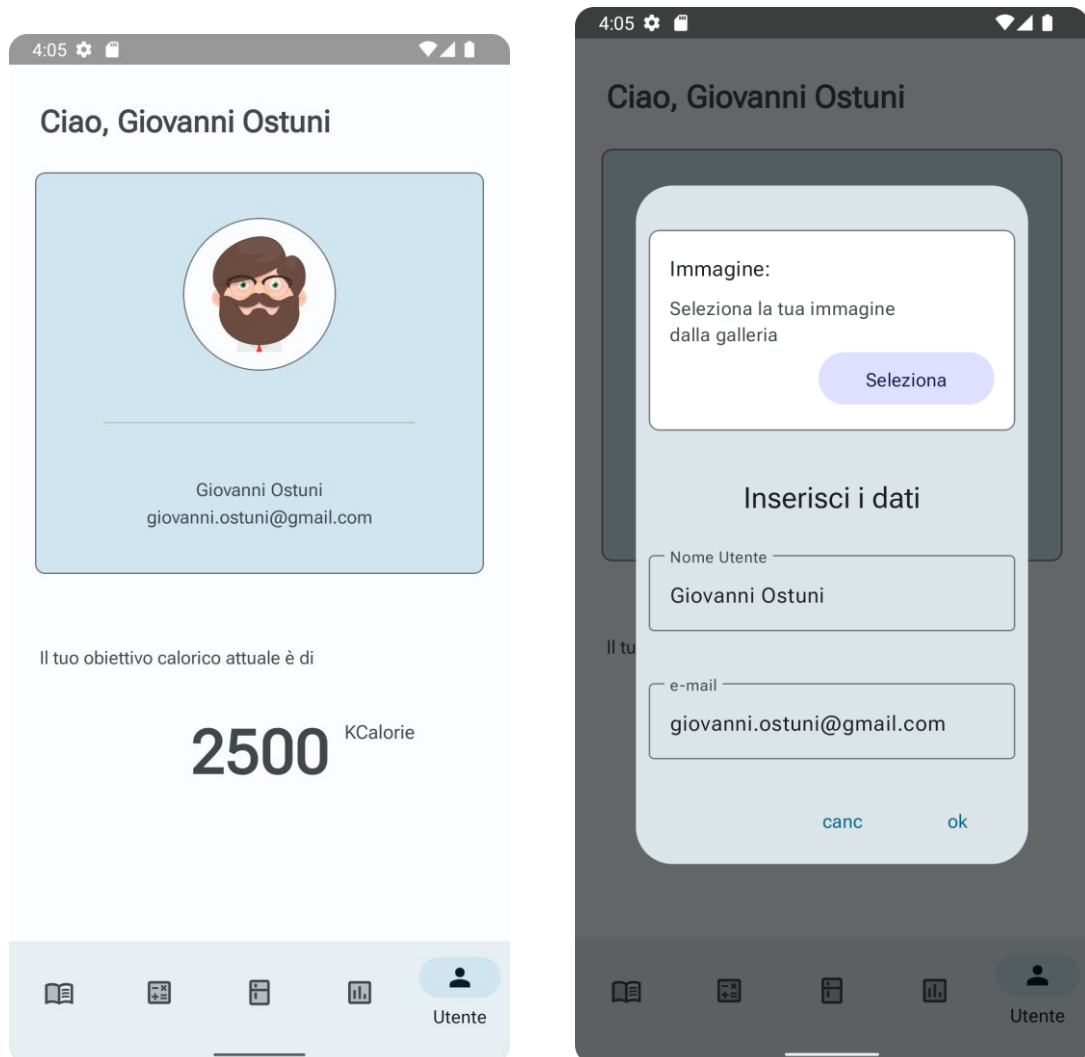 4:05
Ciao, Giovanni Ostuni
Giovanni Ostuni
giovanni.ostuni@gmail.com
Il tuo obiettivo calorico attuale è di
2500 KCalorie
Utente
4:05
Ciao, Giovanni Ostuni
Immagine:
Seleziona la tua immagine
dalla galleria
Seleziona
Inserisci i dati
Nome Utente
Giovanni Ostuni
Il tu
e-mail
giovanni.ostuni@gmail.com
canc ok
Utente